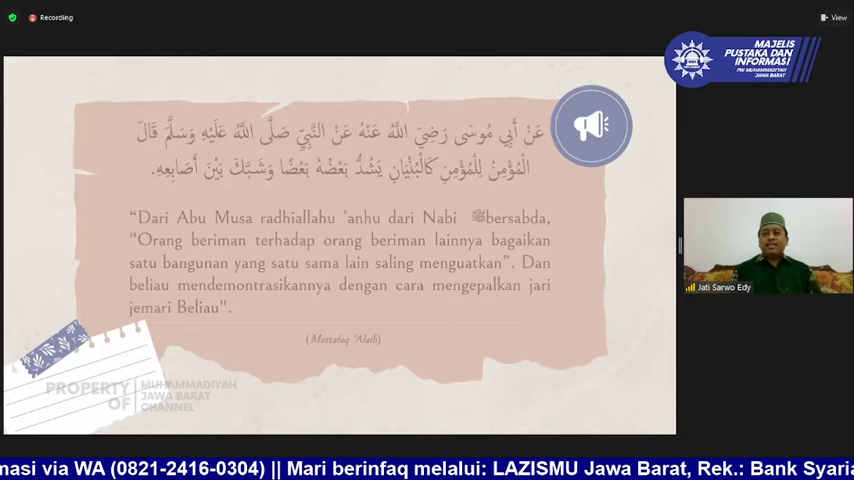 Recording
View
MAJELIS
PUSTAKA DAN
INFORMASI
PW MUHAMMADIYAH
JAWA BARAT
عَنْ أَبِي مُوسَى رَضِيَ اللَّهُ عَنْهُ عَنْ النَّبِيِّ صَلَّى اللَّهُ عَلَيْهِ وَسَلَّمَ قَالَ
الْمُؤْمِنُ لِلْمُؤْمِنِ كَالْبُنْيَانِ يَشُدُّ بَعْضُهُ بَعْضًا وَشَبَّكَ بَيْنَ أَصَابِعِهِ.
“Dari Abu Musa radhiallahu 'anhu dari Nabi ﷺbersabda,
"Orang beriman terhadap orang beriman lainnya bagaikan
satu bangunan yang satu sama lain saling menguatkan”. Dan
beliau mendemontrasikannya dengan cara mengepalkan jari
jemari Beliau".
(Muttafaq 'Alaih)
Jati Sarwo Edy
PROPERTY OF
MUHAMMADIYAH
JAWA BARAT
CHANNEL
masi via WA (0821-2416-0304) || Mari berinfaq melalui: LAZISMU Jawa Barat, Rek.: Bank Syaria